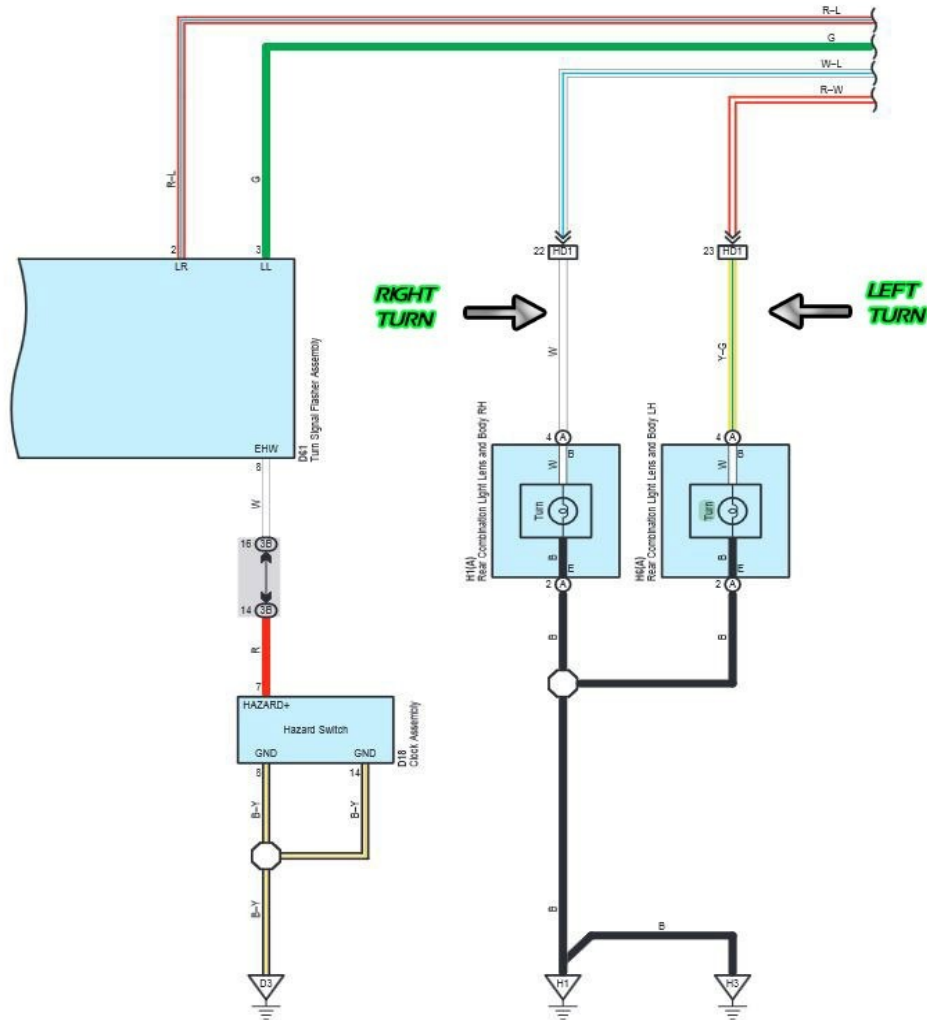 R–L
G
W–L
R–W
R–L
G
2
3
LR
LL
22
HD1
23
HD1
RIGHT
TURN
LEFT
TURN
W
Y–G
EHW
8
D61
Turn Signal Flasher Assembly
W
16
3B
14
3B
R
7
HAZARD+
Hazard Switch
GND
GND
8
14
D18
Clock Assembly
B–Y
B–Y
B–Y
D3
4
A
B
W
Turn
B
E
2
A
H1(A)
Rear Combination Light Lens and Body RH
4
A
B
W
Turn
B
E
2
A
H6(A)
Rear Combination Light Lens and Body LH
B
B
B
B
H1
H3